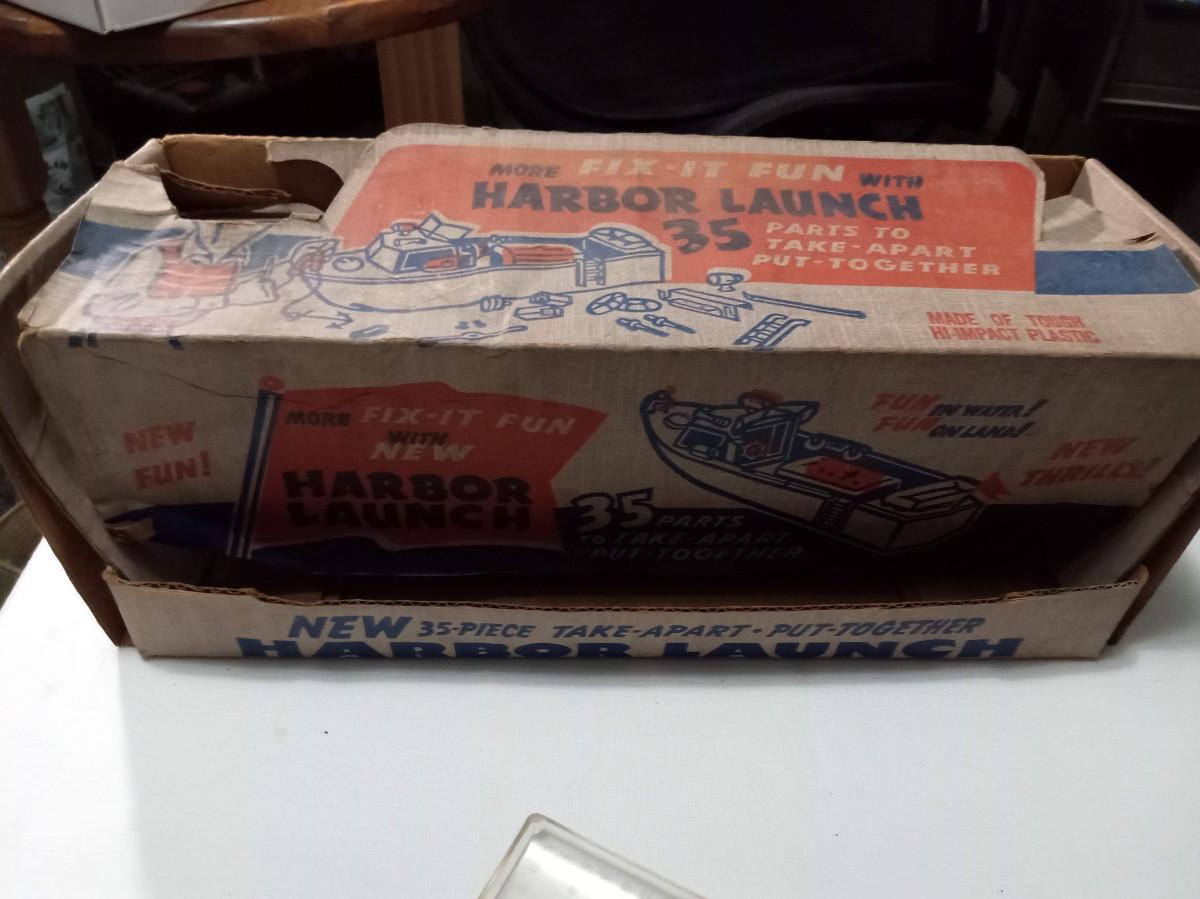 MORE FIX-IT FUN WITH
HARBOR LAUNCH
35 PARTS TO
TAKE-APART
PUT-TOGETHER
MADE OF TOUGH
HI-IMPACT PLASTIC
NEW
FUN!
MORE FIX-IT FUN
WITH
NEW
HARBOR
LAUNCH
35 PARTS
TO TAKE-APART
PUT-TOGETHER
FUN IN WATER!
FUN ON LAND!
NEW
THRILLS!
NEW 35-PIECE TAKE-APART · PUT-TOGETHER
HARBOR LAUNCH